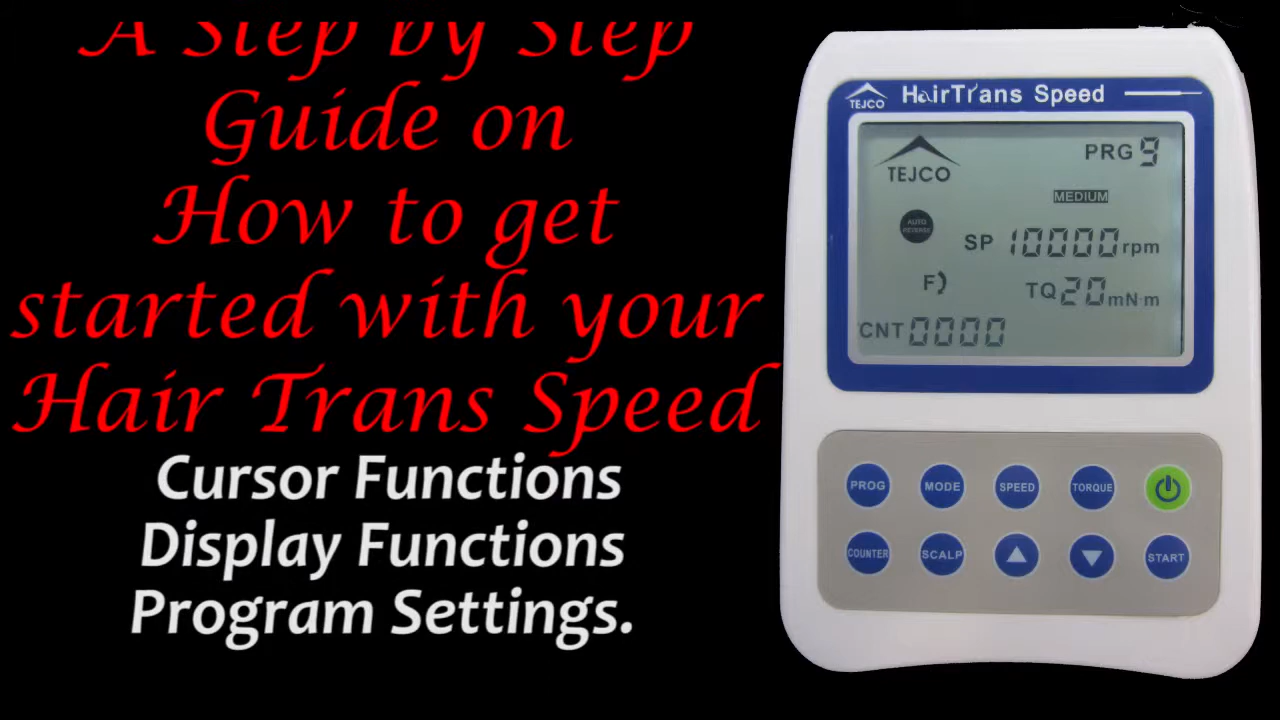 A Step by Step
Guide on
How to get
started with your
Hair Trans Speed
Cursor Functions
Display Functions
Program Settings.
TEJCO HairTrans Speed
TEJCO
PRG 9
MEDIUM
AUTO
REVERSE
SP 10000 rpm
F
TQ 20 mN·m
CNT 0000
PROG MODE SPEED TORQUE
COUNTER SCALP START